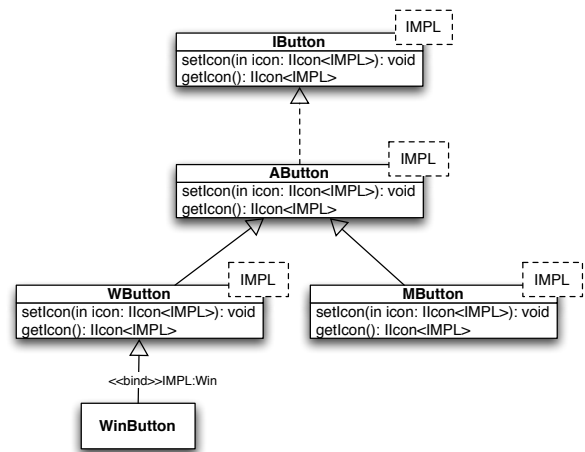 IMPL
IButton
setIcon(in icon: IIcon<IMPL>): void
getIcon(): IIcon<IMPL>
IMPL
AButton
setIcon(in icon: IIcon<IMPL>): void
getIcon(): IIcon<IMPL>
IMPL
WButton
setIcon(in icon: IIcon<IMPL>): void
getIcon(): IIcon<IMPL>
IMPL
MButton
setIcon(in icon: IIcon<IMPL>): void
getIcon(): IIcon<IMPL>
<<bind>>IMPL:Win
WinButton